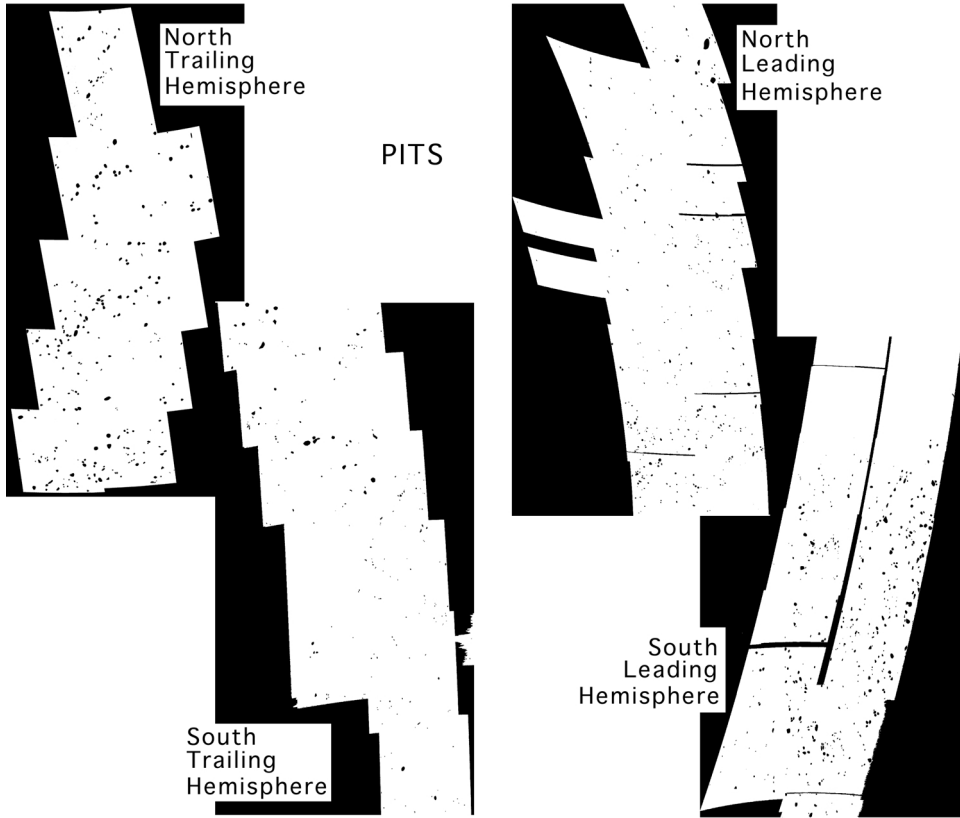 North
Trailing
Hemisphere
North
Leading
Hemisphere
PITS
South
Leading
Hemisphere
South
Trailing
Hemisphere